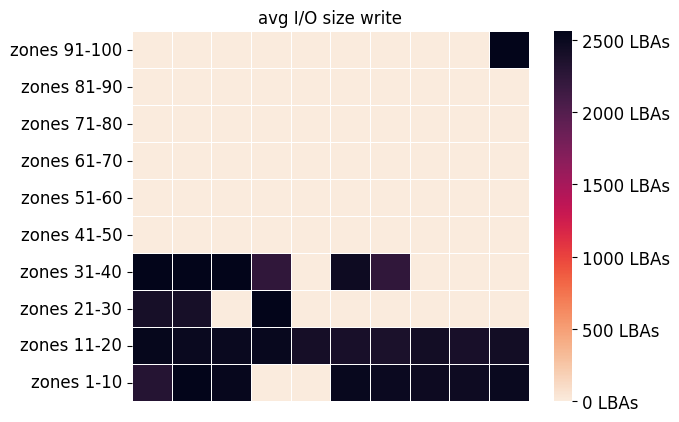 avg I/O size write
zones 91-100
zones 81-90
zones 71-80
zones 61-70
zones 51-60
zones 41-50
zones 31-40
zones 21-30
zones 11-20
zones 1-10
2500 LBAs
2000 LBAs
1500 LBAs
1000 LBAs
500 LBAs
0 LBAs